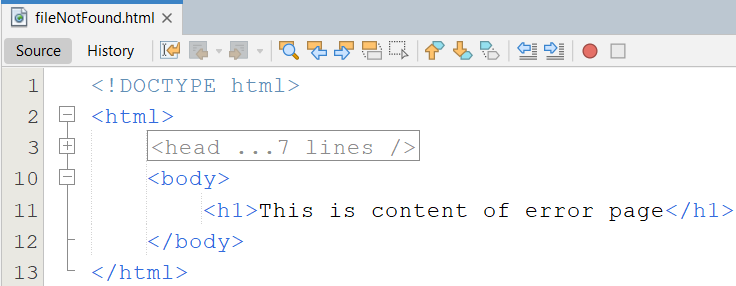 fileNotFound.html
Source History
1 <!DOCTYPE html>
2 <html>
3 <head ...7 lines />
10 <body>
11 <h1>This is content of error page</h1>
12 </body>
13 </html>